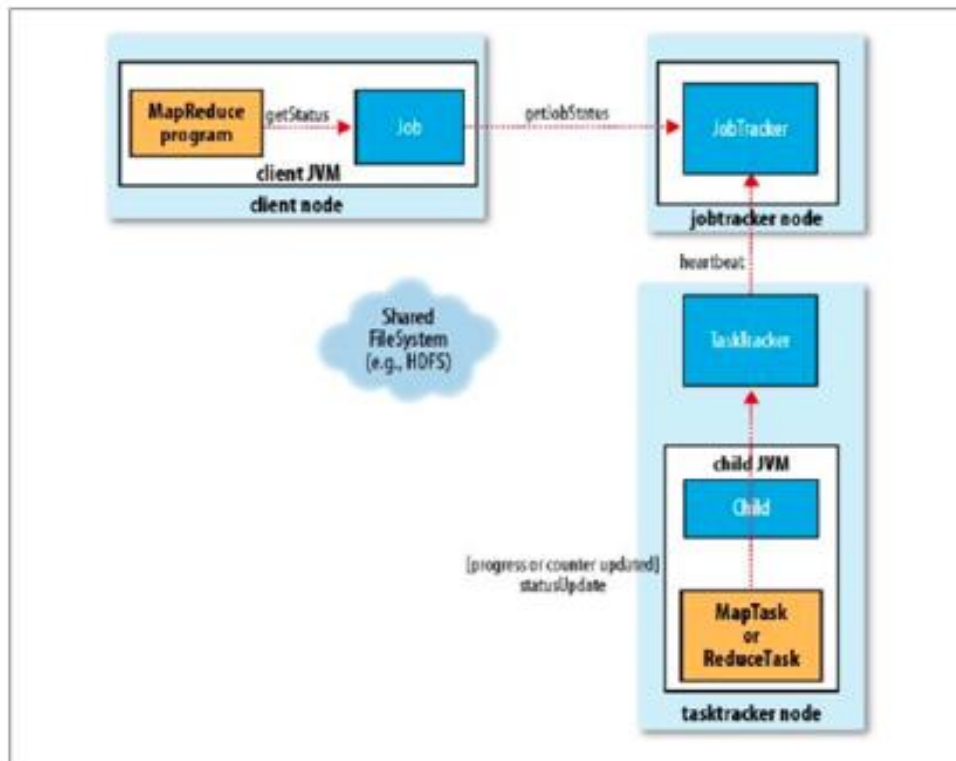 MapReduce
program
getStatus
Job
client JVM
client node
getJobStatus
JobTracker
jobtracker node
heartbeat
Shared
FileSystem
(e.g., HDFS)
TaskTracker
child JVM
Child
[progress or counter updated]
statusUpdate
MapTask
or
ReduceTask
tasktracker node